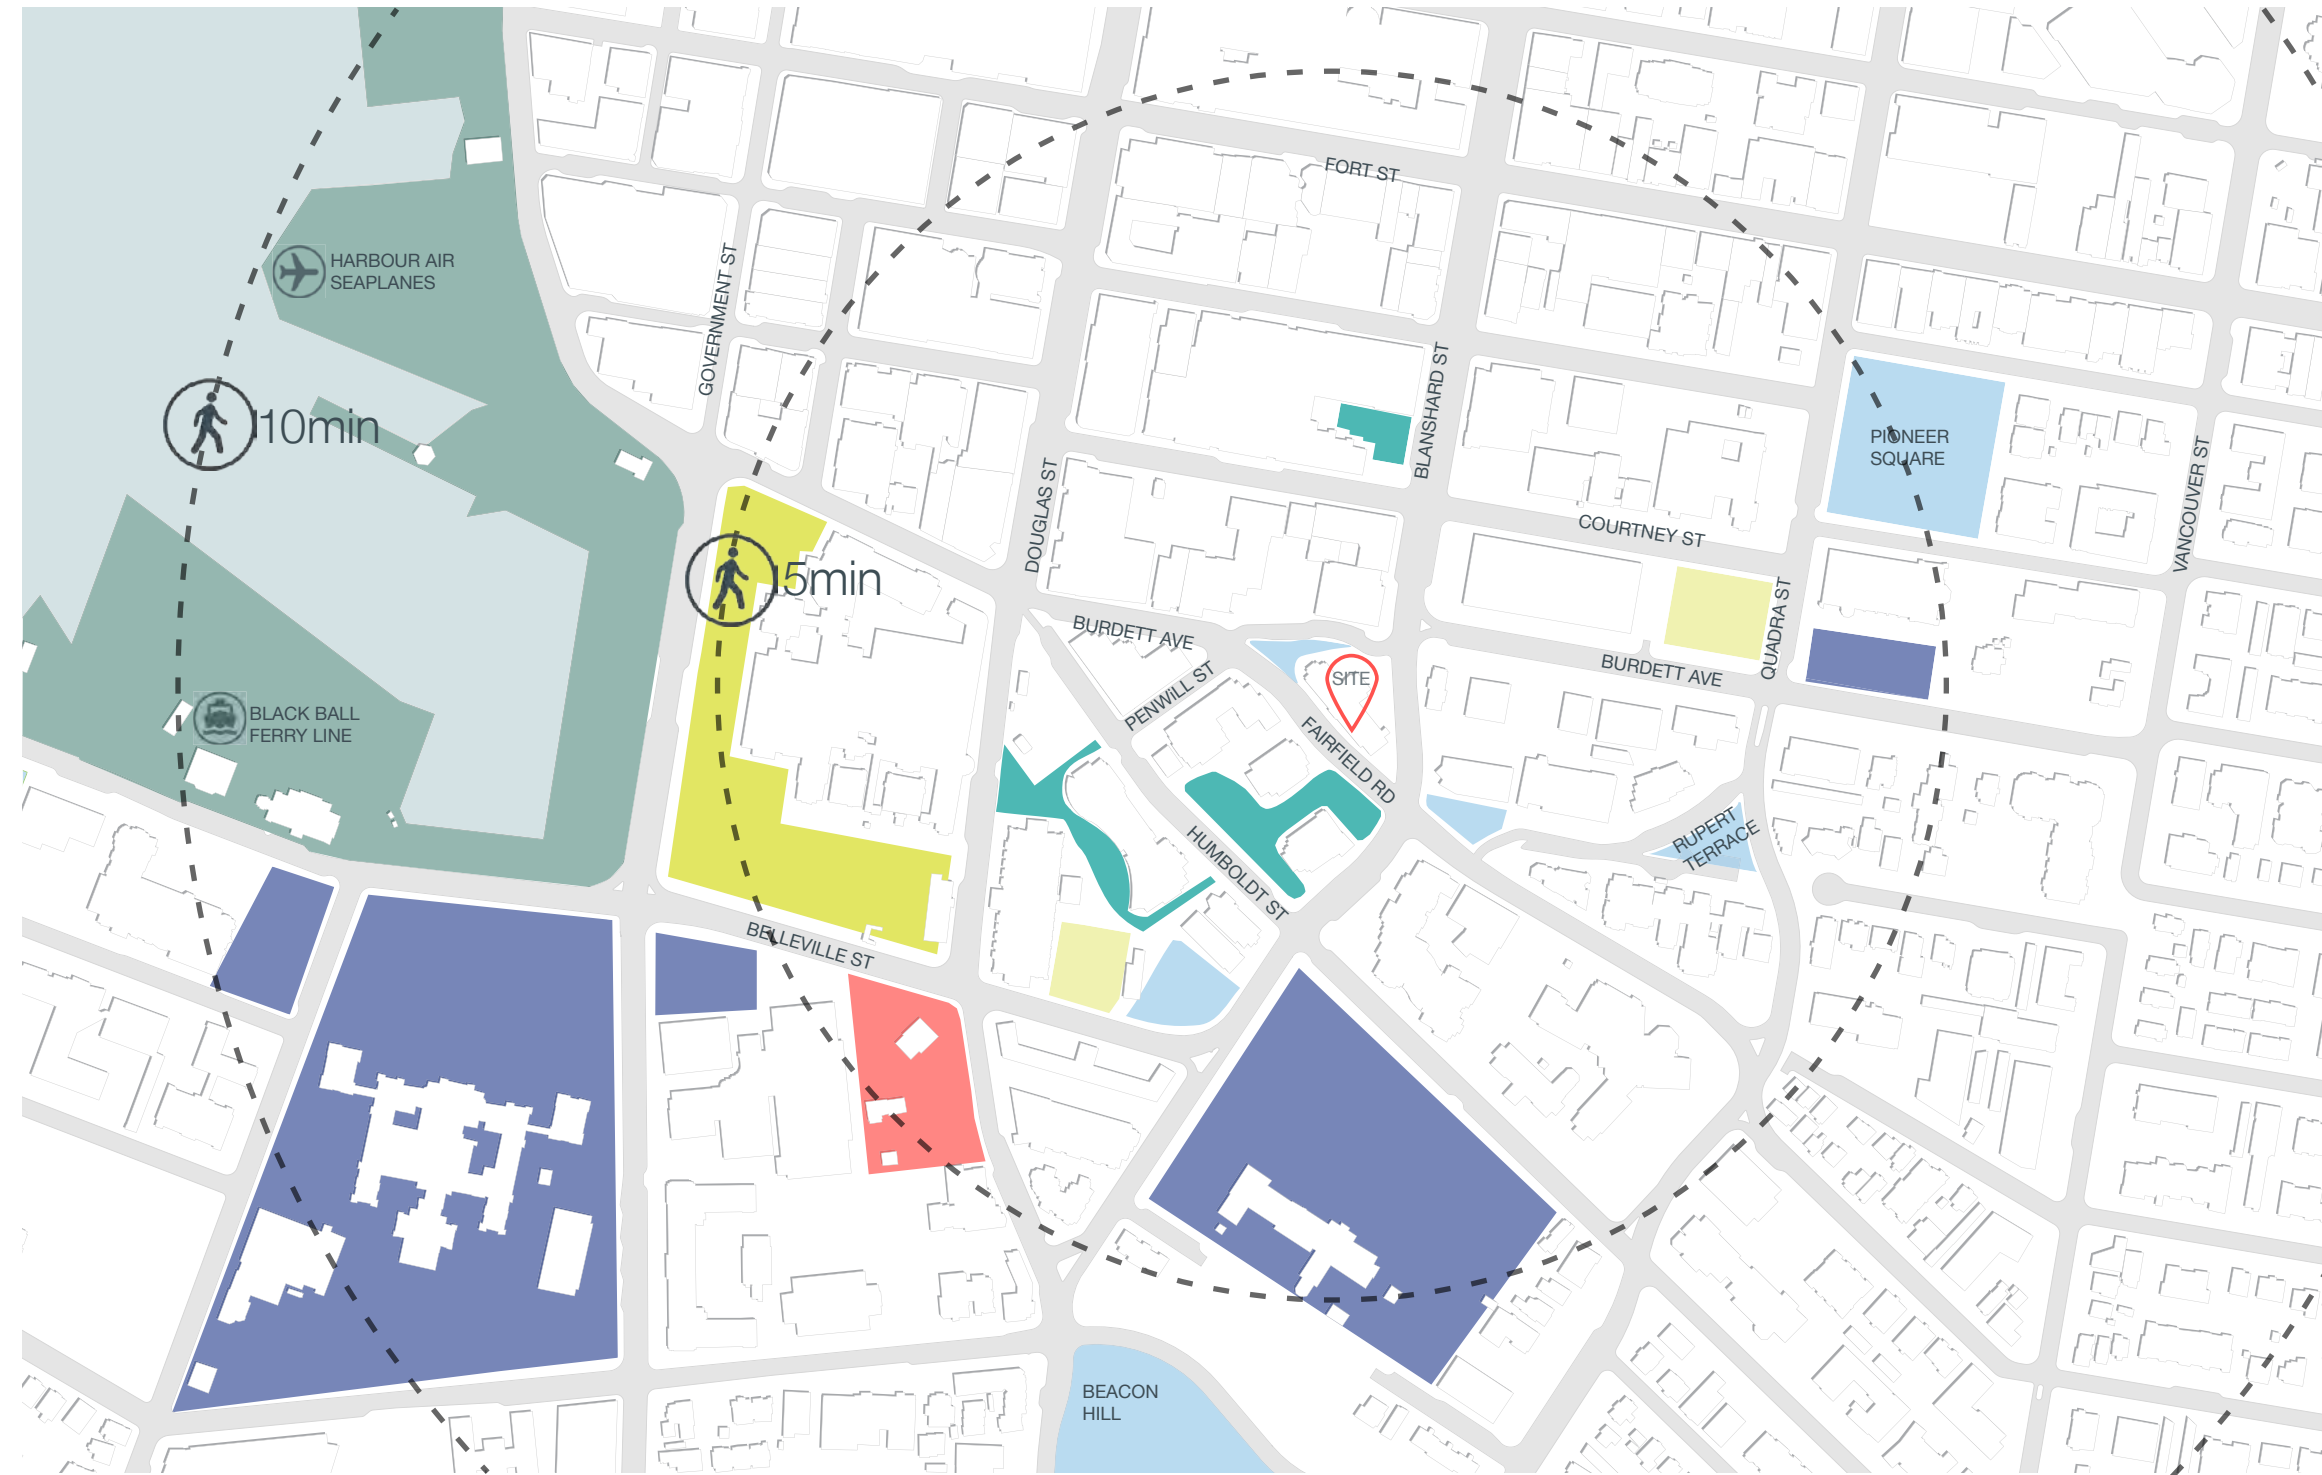 FORT ST
HARBOUR AIR
SEAPLANES
GOVERNMENT ST
BLANSHARD ST
10min
PIONEER
SQUARE
VANCOUVER ST
DOUGLAS ST
COURTNEY ST
5min
QUADRA ST
BURDETT AVE
BURDETT AVE
PENWiLL ST
SITE
BLACK BALL
FERRY LINE
FAIRFIELD RD
RUPERT
TERRACE
HUMBOLDT ST
BELLEVILLE ST
BEACON
HILL